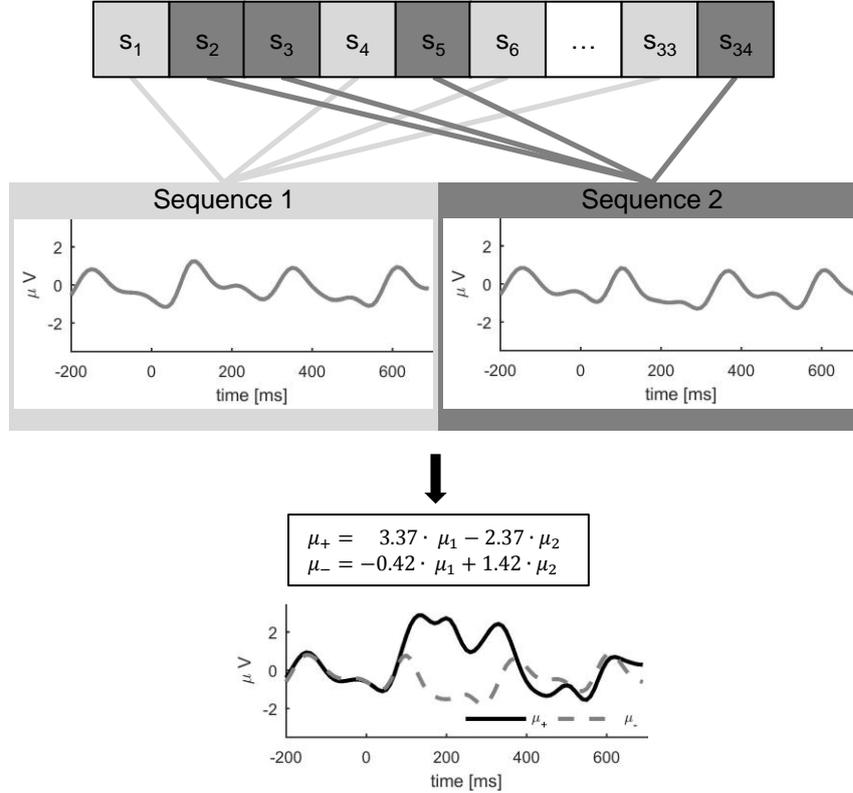 s1 s2 s3 s4 s5 s6 ... s33 s34
Sequence 1 Sequence 2
2 2
μ V 0 μ V 0
-2 -2
-200 0 200 400 600 -200 0 200 400 600
time [ms] time [ms]
μ+ = 3.37 · μ1 − 2.37 · μ2
μ− = −0.42 · μ1 + 1.42 · μ2
2
μ V 0
-2
μ+ μ-
-200 0 200 400 600
time [ms]